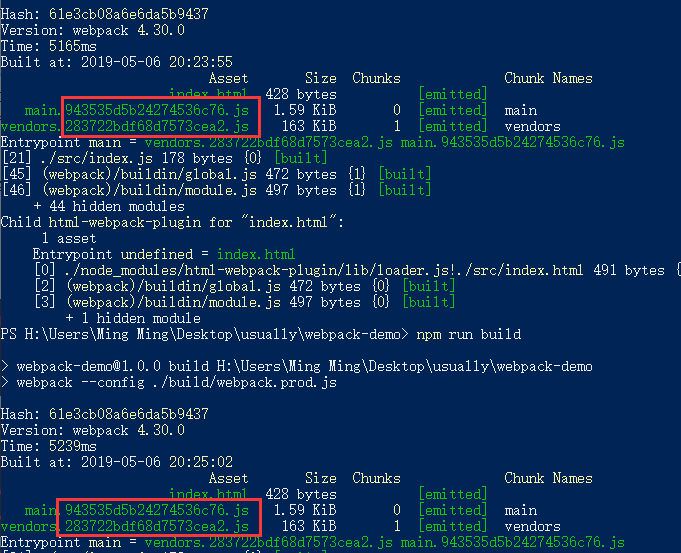 Hash: 61e3cb08a6e6da5b9437
Version: webpack 4.30.0
Time: 5165ms
Built at: 2019-05-06 20:23:55
Asset Size Chunks Chunk Names
index.html 428 bytes [emitted]
main.943535d5b24274536c76.js 1.59 KiB 0 [emitted] main
vendors.283722bdf68d7573cea2.js 163 KiB 1 [emitted] vendors
Entrypoint main = vendors.283722bdf68d7573cea2.js main.943535d5b24274536c76.js
[21] ./src/index.js 178 bytes {0} [built]
[45] (webpack)/buildin/global.js 472 bytes {1} [built]
[46] (webpack)/buildin/module.js 497 bytes {1} [built]
+ 44 hidden modules
Child html-webpack-plugin for "index.html":
1 asset
Entrypoint undefined = index.html
[0] ./node_modules/html-webpack-plugin/lib/loader.js!./src/index.html 491 bytes {
[2] (webpack)/buildin/global.js 472 bytes {0} [built]
[3] (webpack)/buildin/module.js 497 bytes {0} [built]
+ 1 hidden module
PS H:\Users\Ming Ming\Desktop\usually\webpack-demo> npm run build
> webpack-demo@1.0.0 build H:\Users\Ming Ming\Desktop\usually\webpack-demo
> webpack --config ./build/webpack.prod.js
Hash: 61e3cb08a6e6da5b9437
Version: webpack 4.30.0
Time: 5239ms
Built at: 2019-05-06 20:25:02
Asset Size Chunks Chunk Names
index.html 428 bytes [emitted]
main.943535d5b24274536c76.js 1.59 KiB 0 [emitted] main
vendors.283722bdf68d7573cea2.js 163 KiB 1 [emitted] vendors
Entrypoint main = vendors.283722bdf68d7573cea2.js main.943535d5b24274536c76.js